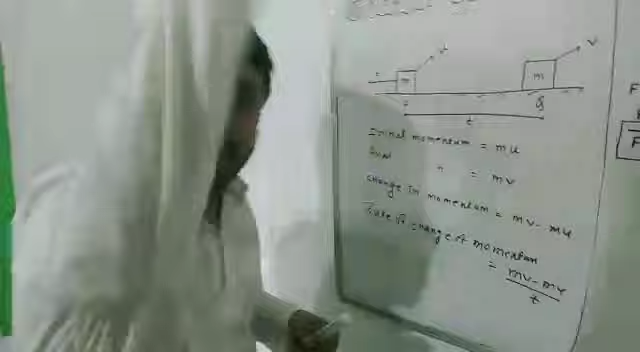 m
m
v
Q
t
Initial momentum = mu
Final " = mv
Change in momentum = mv - mu
Rate of change of momentum
= mv - mu
t
F
F